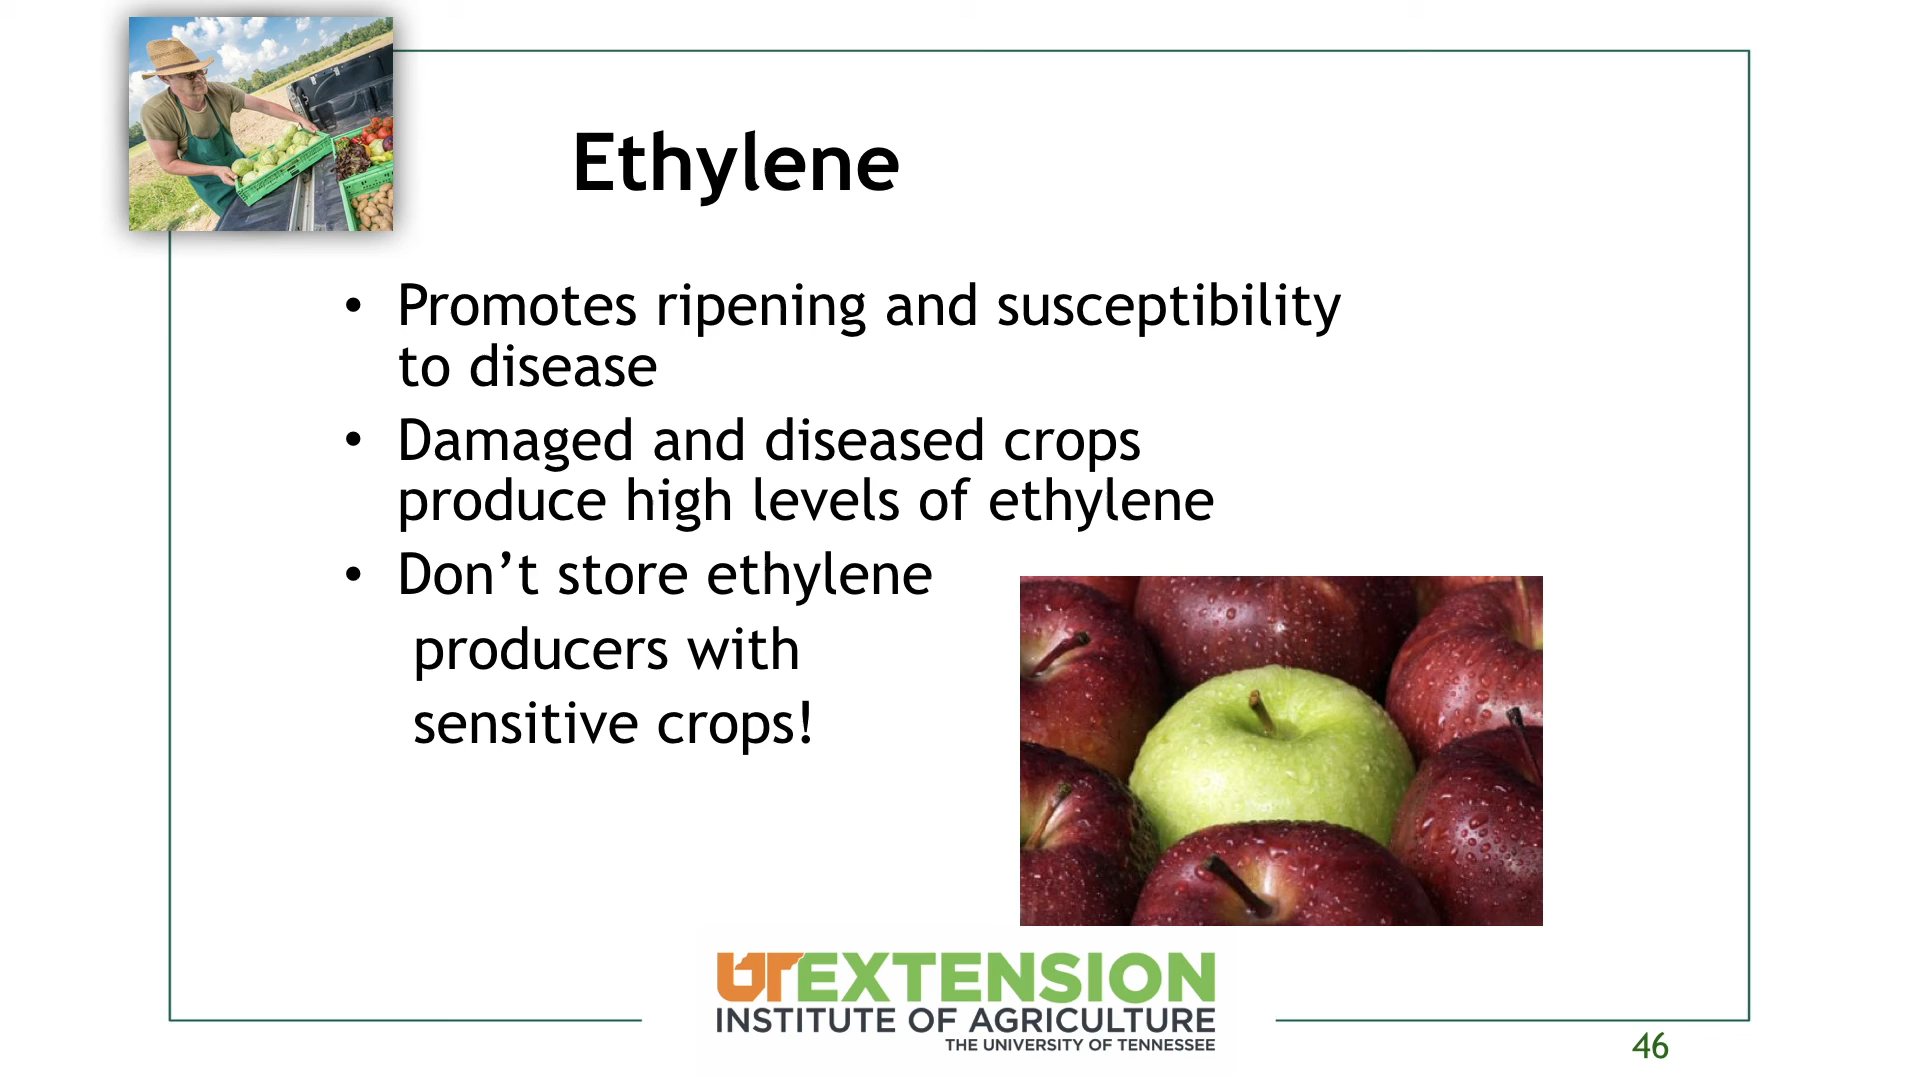 Ethylene
• Promotes ripening and susceptibility
to disease
• Damaged and diseased crops
produce high levels of ethylene
• Don’t store ethylene
producers with
sensitive crops!
UTEXTENSION
INSTITUTE OF AGRICULTURE
THE UNIVERSITY OF TENNESSEE
46